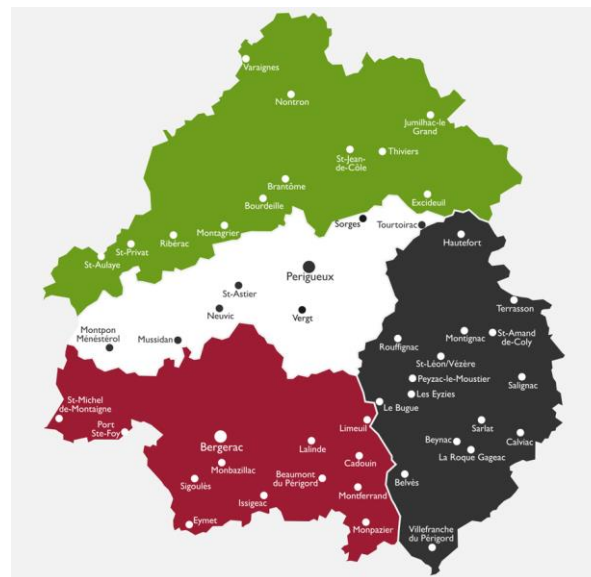 Varaignes
Nontron
Jumilhac-le
Grand
St-Jean-
de-Côle
Thiviers
Brantôme
Bourdeille
Excideuil
Montagrier
Ribérac
St-Privat
St-Aulaye
Sorges
Tourtoirac
Hautefort
Perigueux
St-Astier
Neuvic
Vergt
Terrasson
Montpon
Ménéstérol
Mussidan
Rouffignac
Montignac
St-Amand
de-Coly
St-Léon/Vézère
Peyzac-le-Moustier
Salignac
Les Eyzies
Le Bugue
St-Michel
de-Montaigne
Port
Ste-Foy
Limeuil
Sarlat
Calviac
Beynac
La Roque Gageac
Bergerac
Lalinde
Monbazillac
Cadouin
Sigoulès
Beaumont
du Périgord
Belvès
Issigeac
Montferrand
Eymet
Monpazier
Villefranche
du Périgord